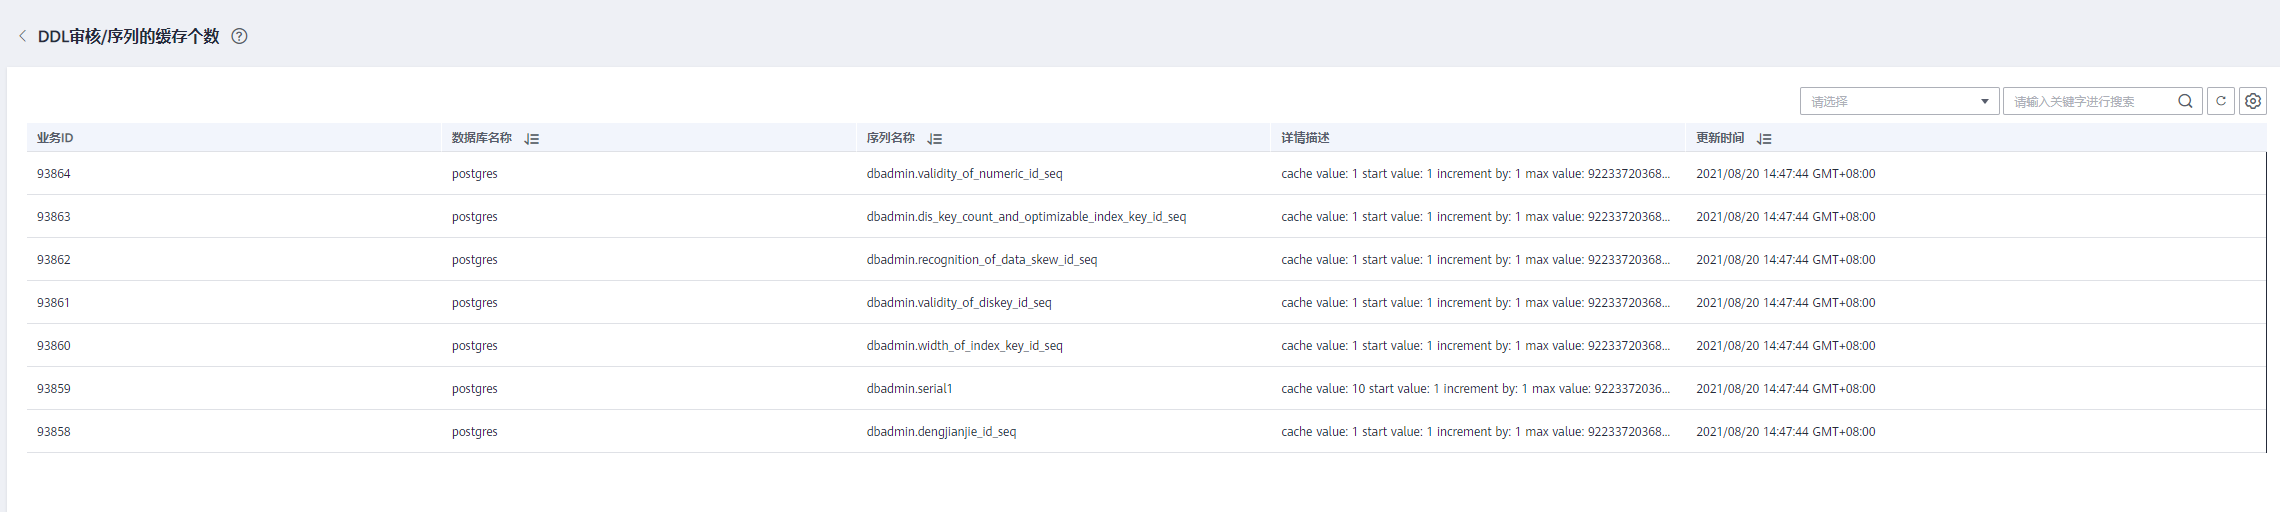 DDL审核/序列的缓存个数
请选择 请输入关键字进行搜索
业务ID 数据库名称 序列名称 详情描述 更新时间
93864 postgres dbadmin.validity_of_numeric_id_seq cache value: 1 start value: 1 increment by: 1 max value: 92233720368... 2021/08/20 14:47:44 GMT+08:00
93863 postgres dbadmin.dis_key_count_and_optimizable_index_key_id_seq cache value: 1 start value: 1 increment by: 1 max value: 92233720368... 2021/08/20 14:47:44 GMT+08:00
93862 postgres dbadmin.recognition_of_data_skew_id_seq cache value: 1 start value: 1 increment by: 1 max value: 92233720368... 2021/08/20 14:47:44 GMT+08:00
93861 postgres dbadmin.validity_of_diskey_id_seq cache value: 1 start value: 1 increment by: 1 max value: 92233720368... 2021/08/20 14:47:44 GMT+08:00
93860 postgres dbadmin.width_of_index_key_id_seq cache value: 1 start value: 1 increment by: 1 max value: 92233720368... 2021/08/20 14:47:44 GMT+08:00
93859 postgres dbadmin.serial1 cache value: 10 start value: 1 increment by: 1 max value: 9223372036... 2021/08/20 14:47:44 GMT+08:00
93858 postgres dbadmin.dengjianjie_id_seq cache value: 1 start value: 1 increment by: 1 max value: 92233720368... 2021/08/20 14:47:44 GMT+08:00